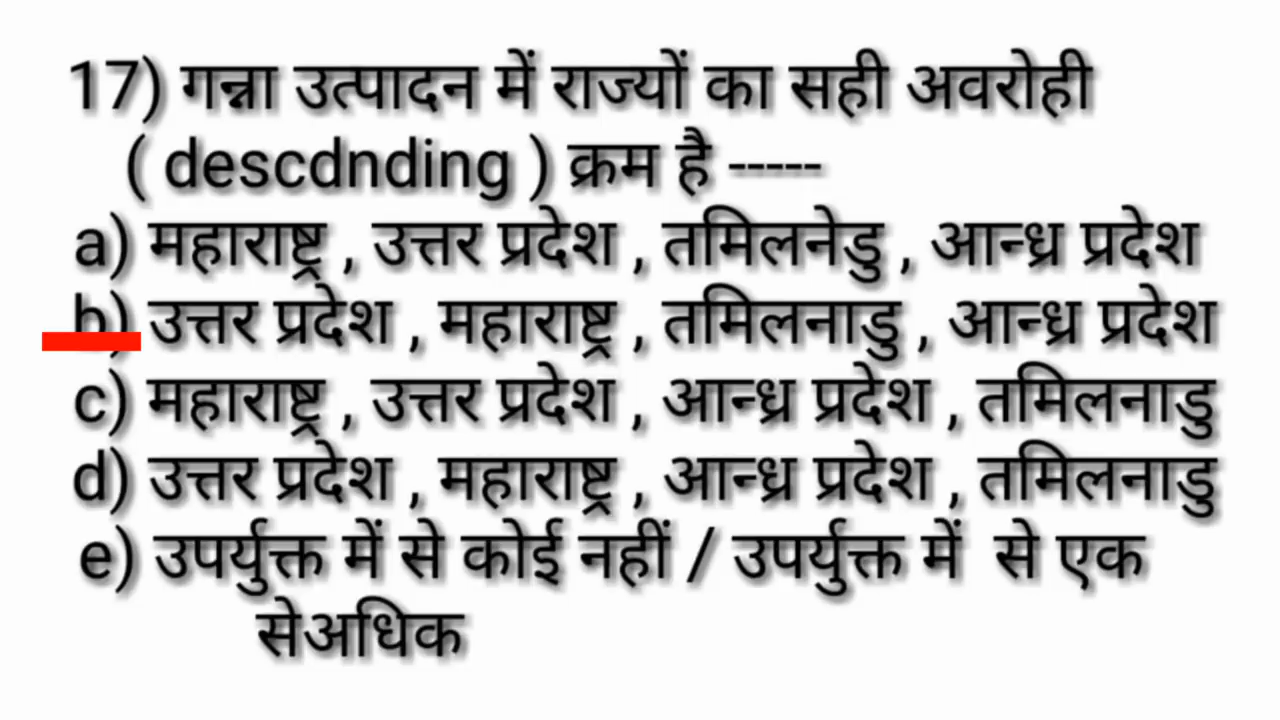 17) गन्ना उत्पादन में राज्यों का सही अवरोही
( descdnding ) क्रम है -----
a) महाराष्ट्र , उत्तर प्रदेश , तमिलनेडु , आन्ध्र प्रदेश
b) उत्तर प्रदेश , महाराष्ट्र , तमिलनाडु , आन्ध्र प्रदेश
c) महाराष्ट्र , उत्तर प्रदेश , आन्ध्र प्रदेश , तमिलनाडु
d) उत्तर प्रदेश , महाराष्ट्र , आन्ध्र प्रदेश , तमिलनाडु
e) उपर्युक्त में से कोई नहीं / उपर्युक्त में से एक
सेअधिक